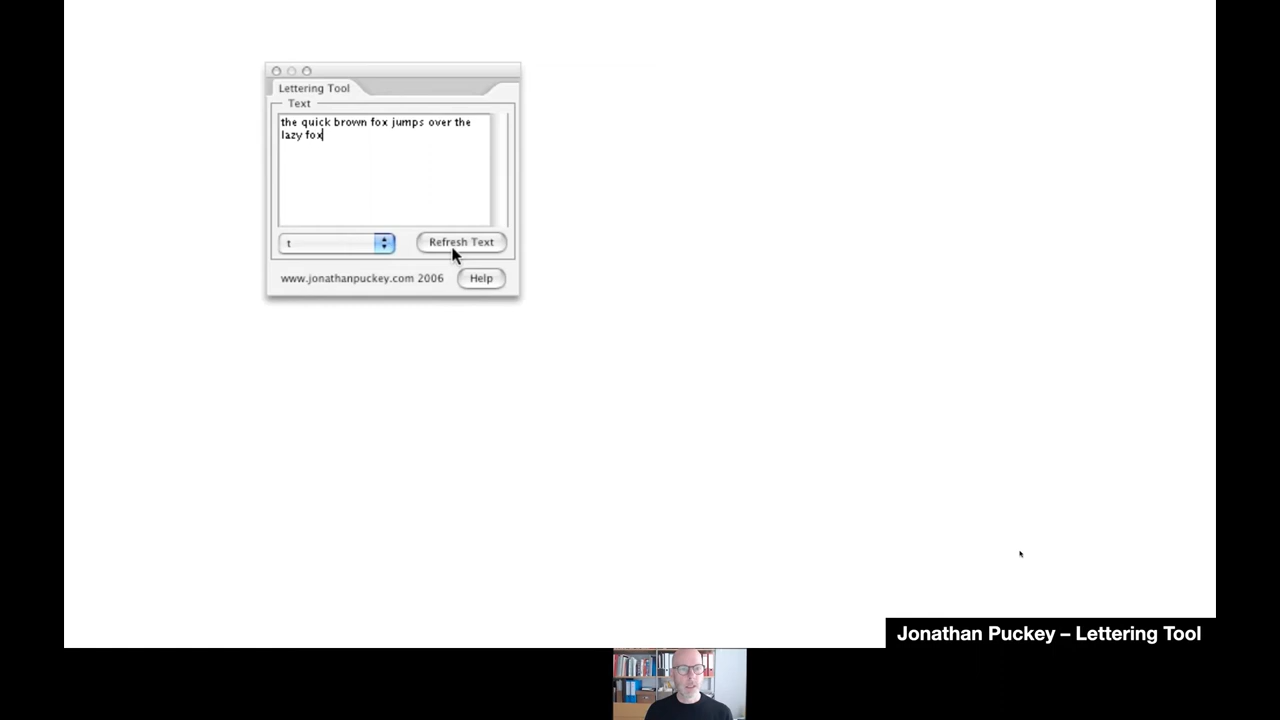 Lettering Tool
Text
the quick brown fox jumps over the
lazy fox
t
Refresh Text
www.jonathanpuckey.com 2006
Help
Jonathan Puckey – Lettering Tool